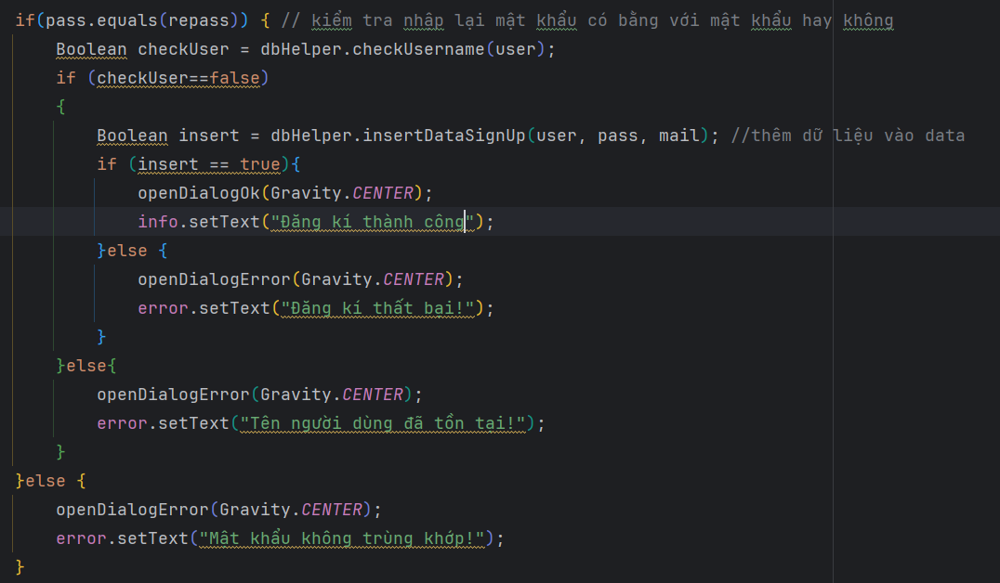 if(pass.equals(repass)) { // kiểm tra nhập lại mật khẩu có bằng với mật khẩu hay không
Boolean checkUser = dbHelper.checkUsername(user);
if (checkUser==false)
{
Boolean insert = dbHelper.insertDataSignUp(user, pass, mail); //thêm dữ liệu vào data
if (insert == true){
openDialogOk(Gravity.CENTER);
info.setText("Đăng kí thành công");
}else {
openDialogError(Gravity.CENTER);
error.setText("Đăng kí thất bại!");
}
}else{
openDialogError(Gravity.CENTER);
error.setText("Tên người dùng đã tồn tại!");
}
}else {
openDialogError(Gravity.CENTER);
error.setText("Mật khẩu không trùng khớp!");
}